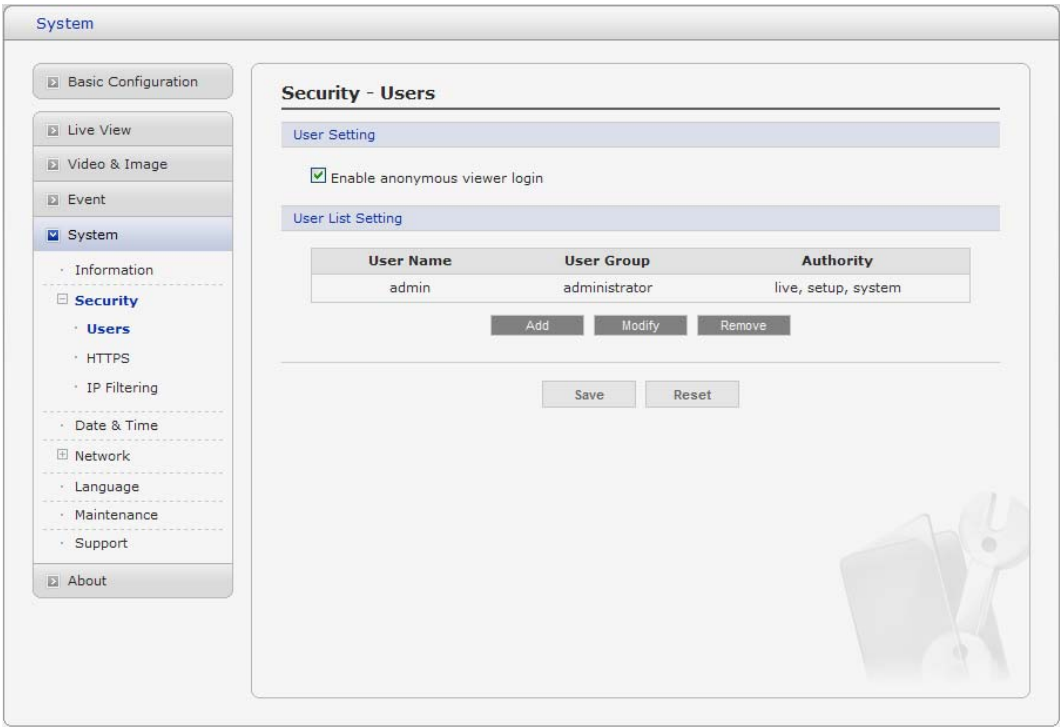 System
Basic Configuration
Live View
Video & Image
Event
System
Information
Security
Users
HTTPS
IP Filtering
Date & Time
Network
Language
Maintenance
Support
About
Security - Users
User Setting
Enable anonymous viewer login
User List Setting
User Name User Group Authority
admin administrator live, setup, system
Add Modify Remove
Save Reset